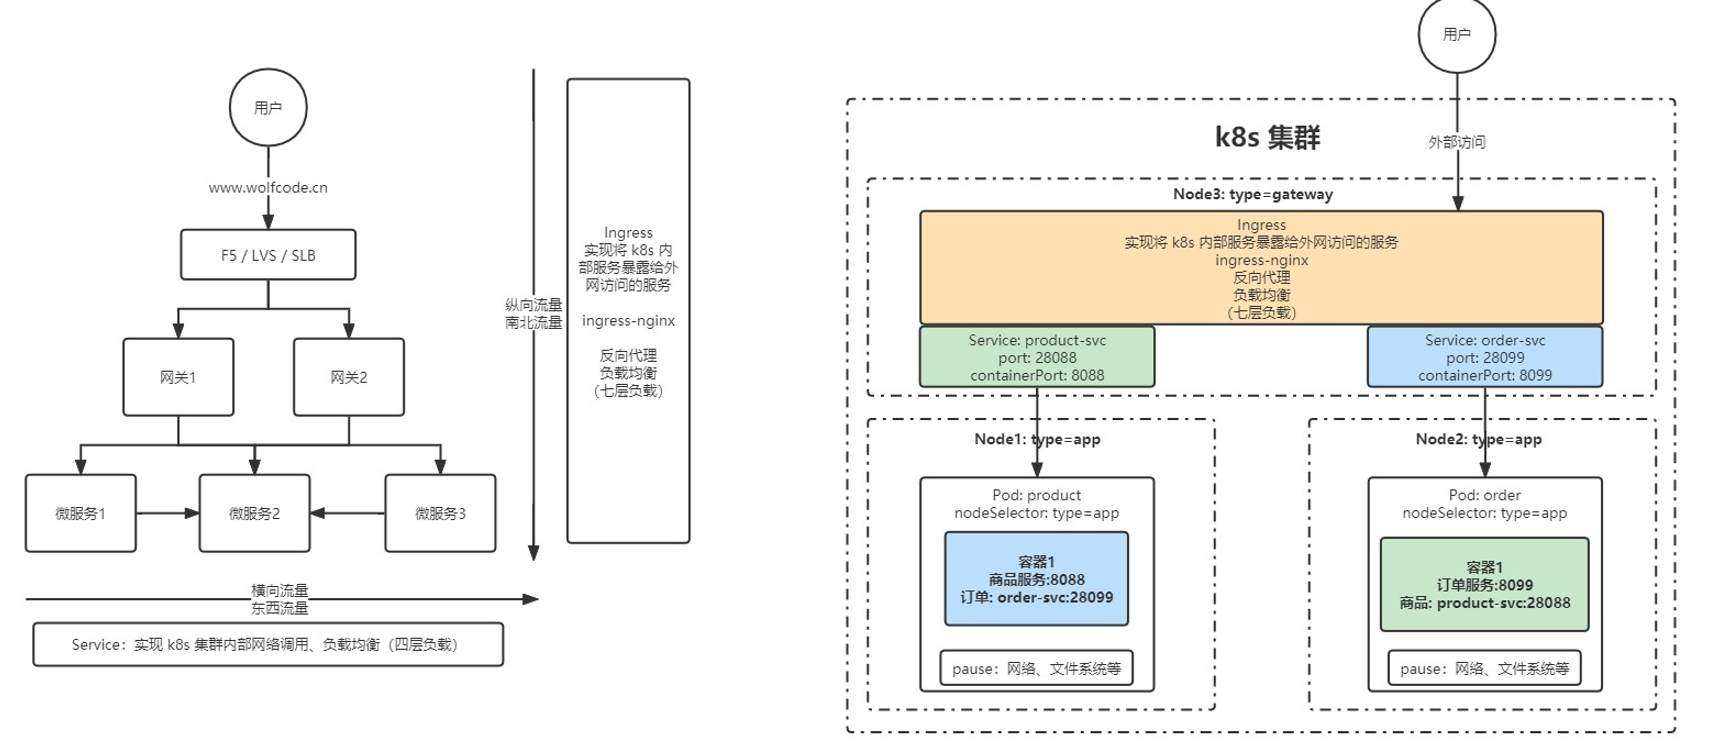 用户
www.wolfcode.cn
F5 / LVS / SLB
网关1
网关2
微服务1
微服务2
微服务3
横向流量
东西流量
Service：实现 k8s 集群内部网络调用、负载均衡（四层负载）
纵向流量
南北流量
Ingress
实现将 k8s 内
部服务暴露给外
网访问的服务
ingress-nginx
反向代理
负载均衡
（七层负载）
用户
外部访问
k8s 集群
Node3: type=gateway
Ingress
实现将 k8s 内部服务暴露给外网访问的服务
ingress-nginx
反向代理
负载均衡
（七层负载）
Service: product-svc
port: 28088
containerPort: 8088
Service: order-svc
port: 28099
containerPort: 8099
Node1: type=app
Pod: product
nodeSelector: type=app
容器1
商品服务:8088
订单: order-svc:28099
pause：网络、文件系统等
Node2: type=app
Pod: order
nodeSelector: type=app
容器1
订单服务:8099
商品: product-svc:28088
pause：网络、文件系统等